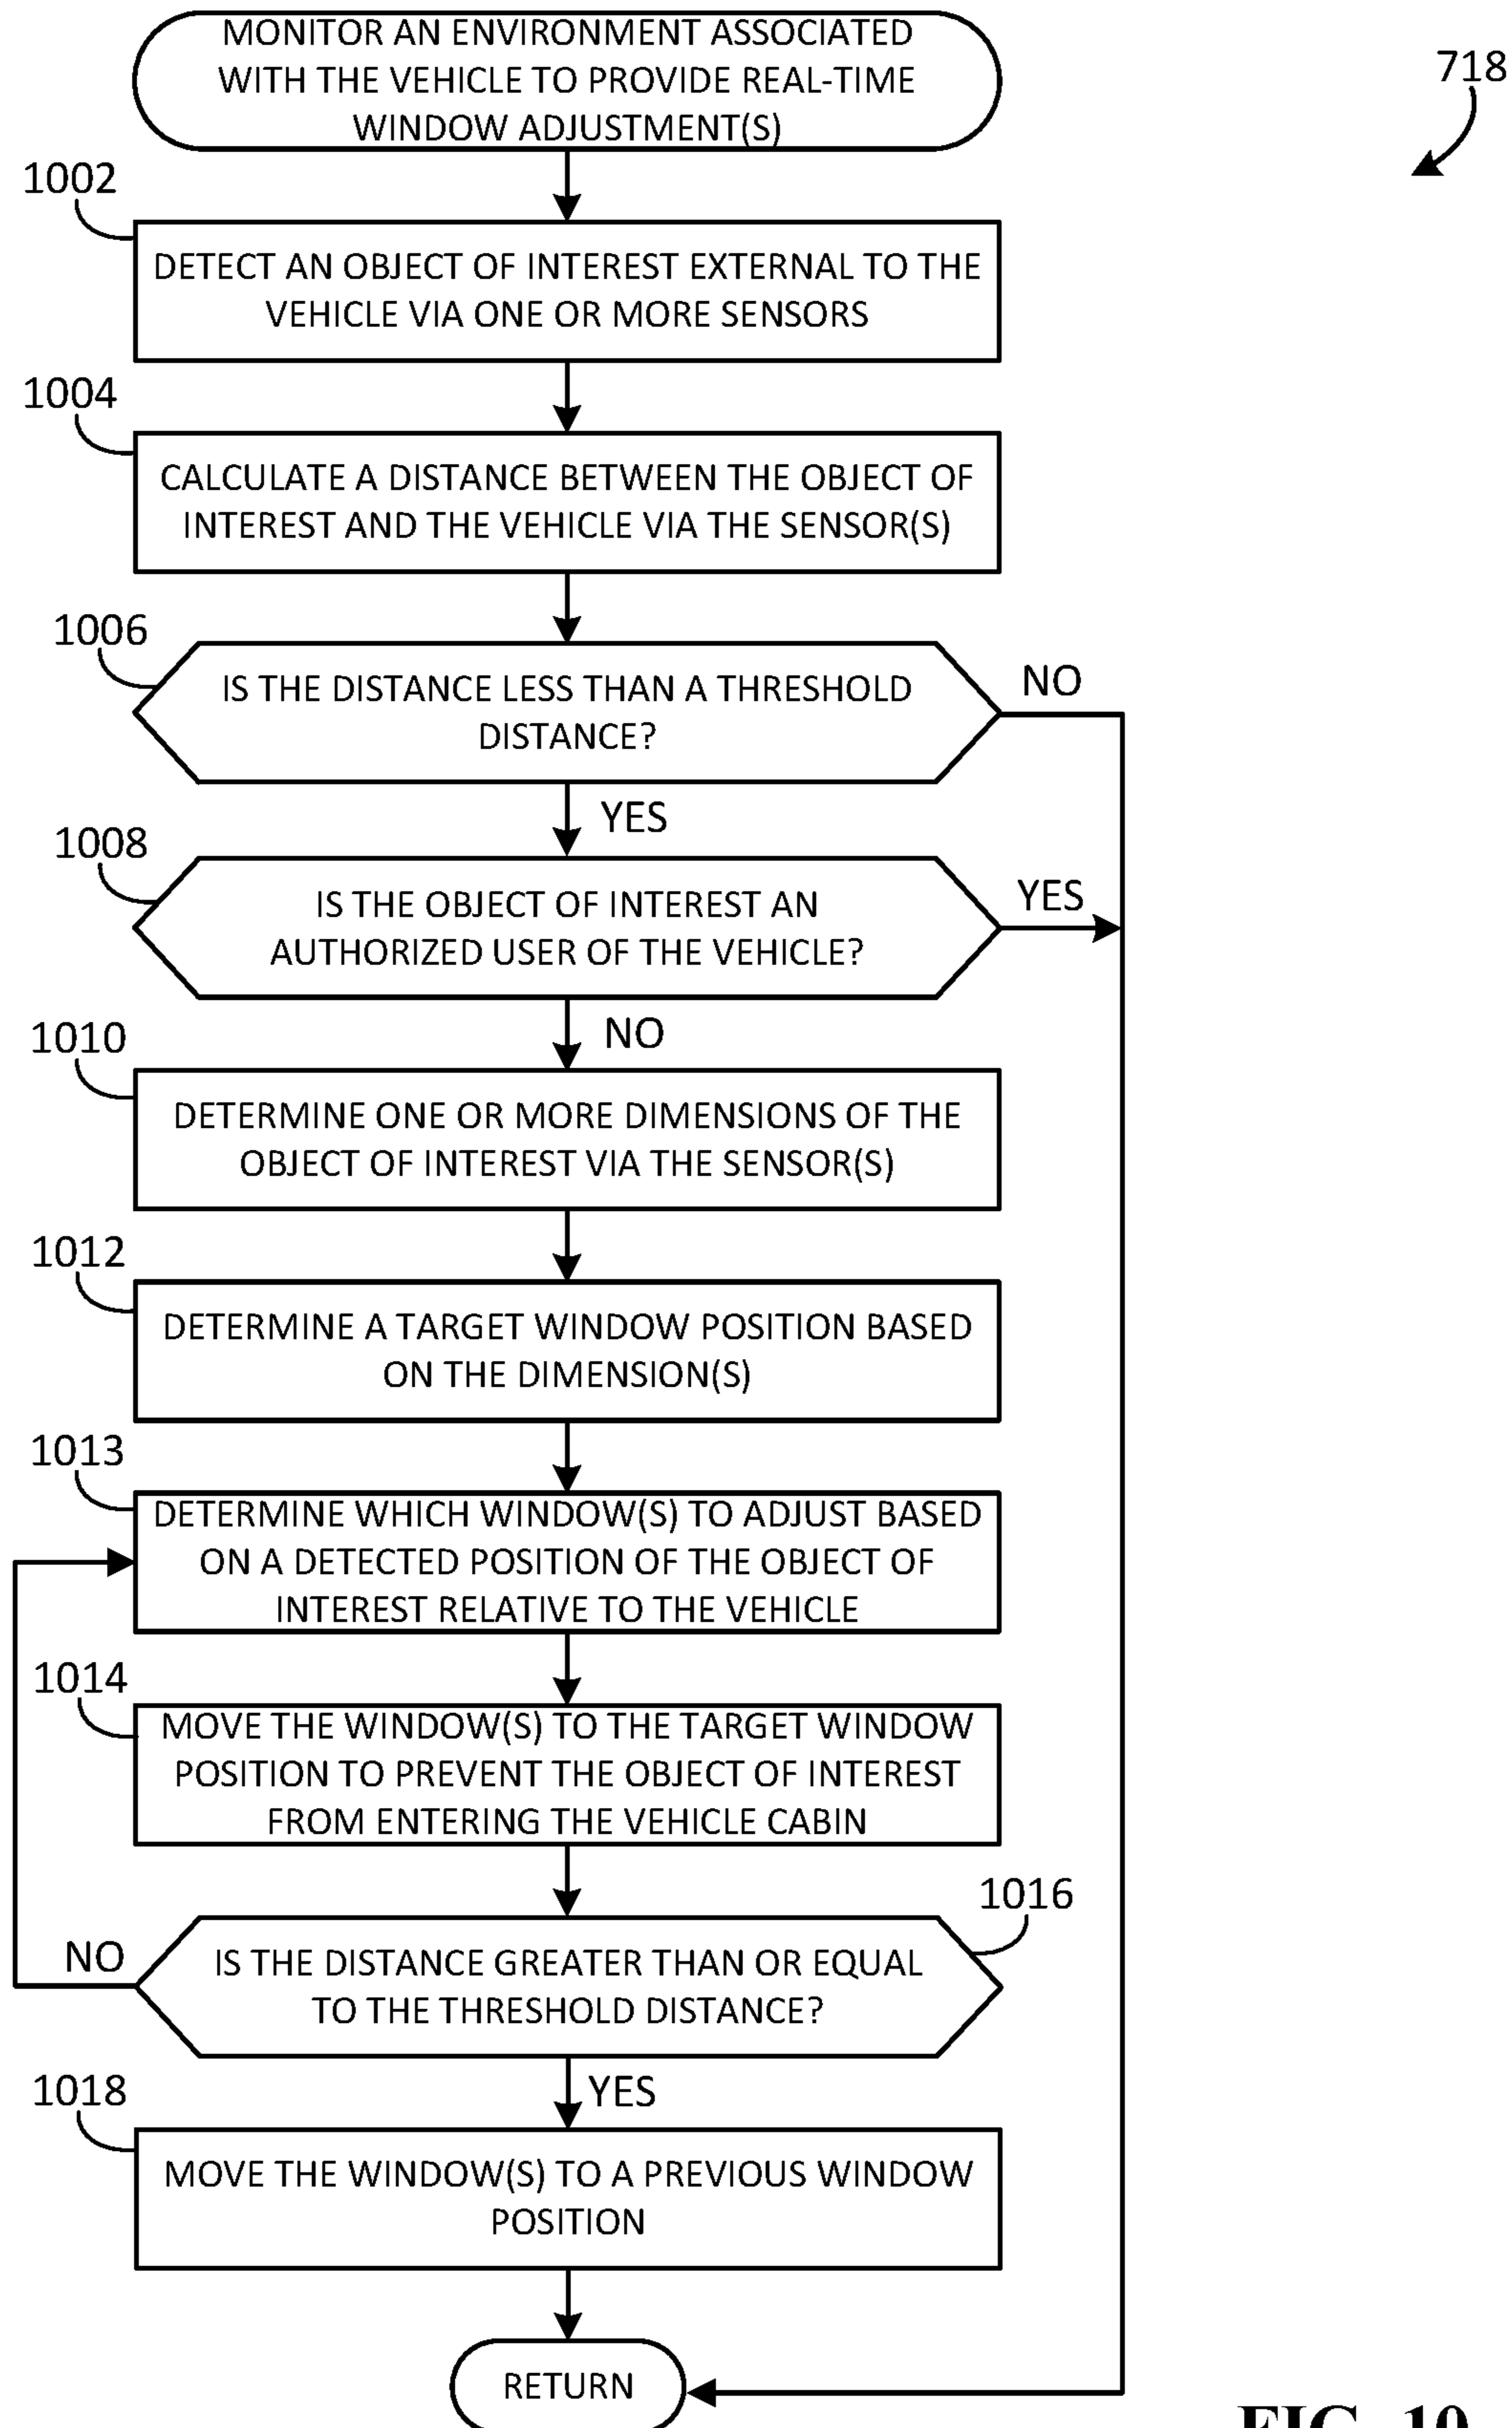 MONITOR AN ENVIRONMENT ASSOCIATED
WITH THE VEHICLE TO PROVIDE REAL-TIME
WINDOW ADJUSTMENT(S)
718
1002
DETECT AN OBJECT OF INTEREST EXTERNAL TO THE
VEHICLE VIA ONE OR MORE SENSORS
1004
CALCULATE A DISTANCE BETWEEN THE OBJECT OF
INTEREST AND THE VEHICLE VIA THE SENSOR(S)
1006
IS THE DISTANCE LESS THAN A THRESHOLD
DISTANCE?
NO
YES
1008
IS THE OBJECT OF INTEREST AN
AUTHORIZED USER OF THE VEHICLE?
YES
NO
1010
DETERMINE ONE OR MORE DIMENSIONS OF THE
OBJECT OF INTEREST VIA THE SENSOR(S)
1012
DETERMINE A TARGET WINDOW POSITION BASED
ON THE DIMENSION(S)
1013
DETERMINE WHICH WINDOW(S) TO ADJUST BASED
ON A DETECTED POSITION OF THE OBJECT OF
INTEREST RELATIVE TO THE VEHICLE
1014
MOVE THE WINDOW(S) TO THE TARGET WINDOW
POSITION TO PREVENT THE OBJECT OF INTEREST
FROM ENTERING THE VEHICLE CABIN
1016
IS THE DISTANCE GREATER THAN OR EQUAL
TO THE THRESHOLD DISTANCE?
NO
YES
1018
MOVE THE WINDOW(S) TO A PREVIOUS WINDOW
POSITION
RETURN
FIG. 10